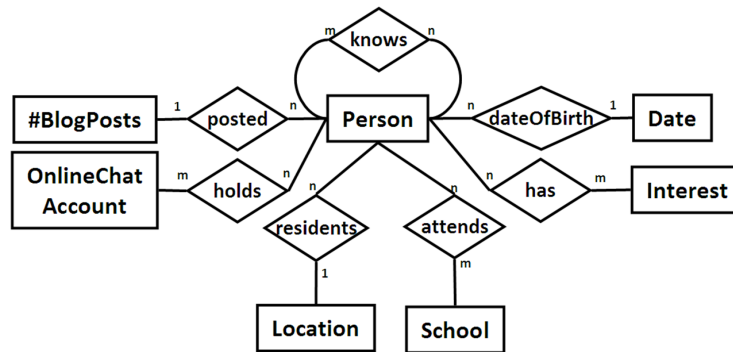 m
knows
n
#BlogPosts
1
posted
n
Person
n
dateOfBirth
1
Date
OnlineChat
Account
m
holds
n
n
has
m
Interest
n
residents
1
Location
n
attends
m
School